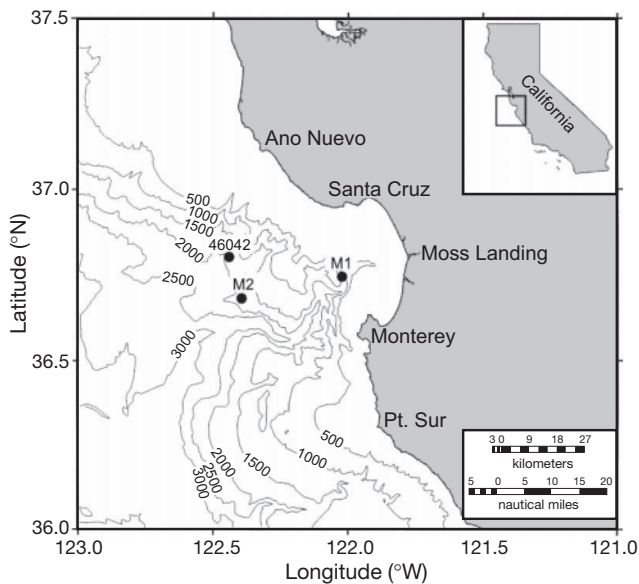 37.5
37.0
36.5
36.0
Latitude (°N)
123.0
122.5
122.0
121.5
121.0
Longitude (°W)
California
Ano Nuevo
Santa Cruz
Moss Landing
Monterey
Pt. Sur
500
1000
1500
2000
2500
3000
46042
M1
M2
500
1000
1500
2000
2500
3000
3 0 9 18 27
kilometers
5 0 5 10 15 20
nautical miles